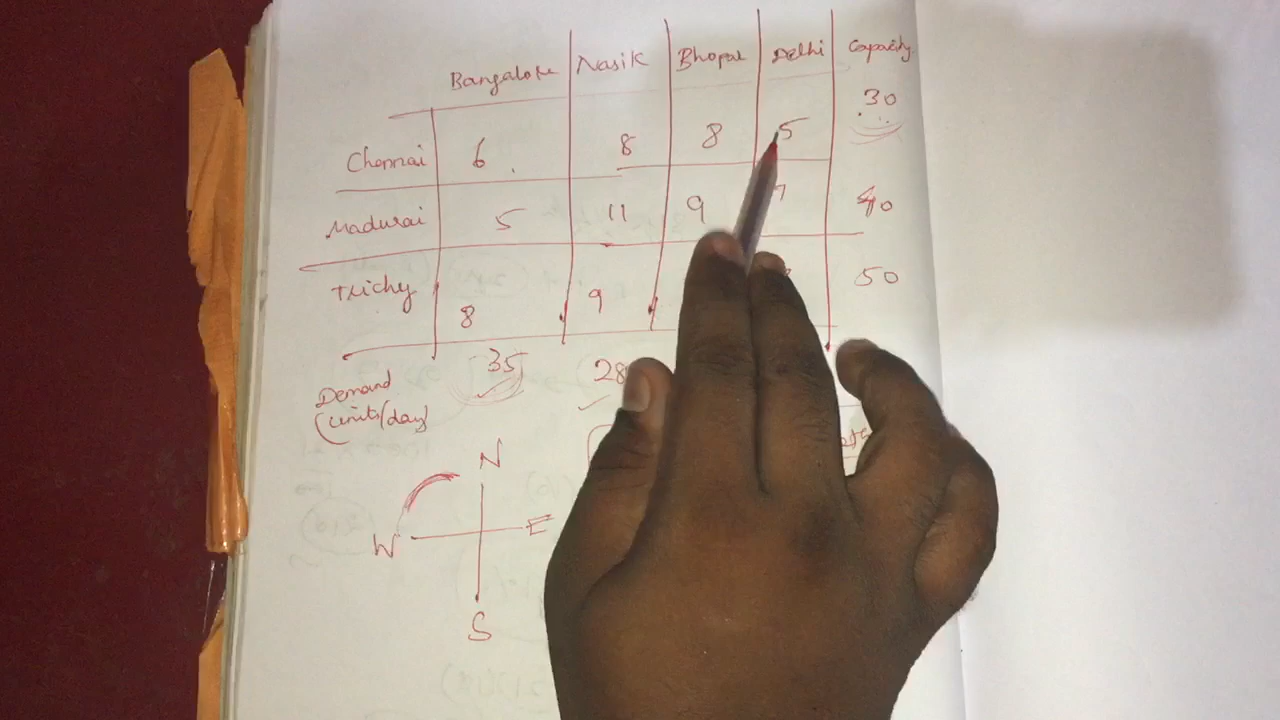 Bangalore Nasik Bhopal Delhi Capacity
30
Chennai 6 8 8 5
Madurai 5 11 9 7 40
Trichy 8 9 50
Demand 35 28
(units/day)
N
W E
S